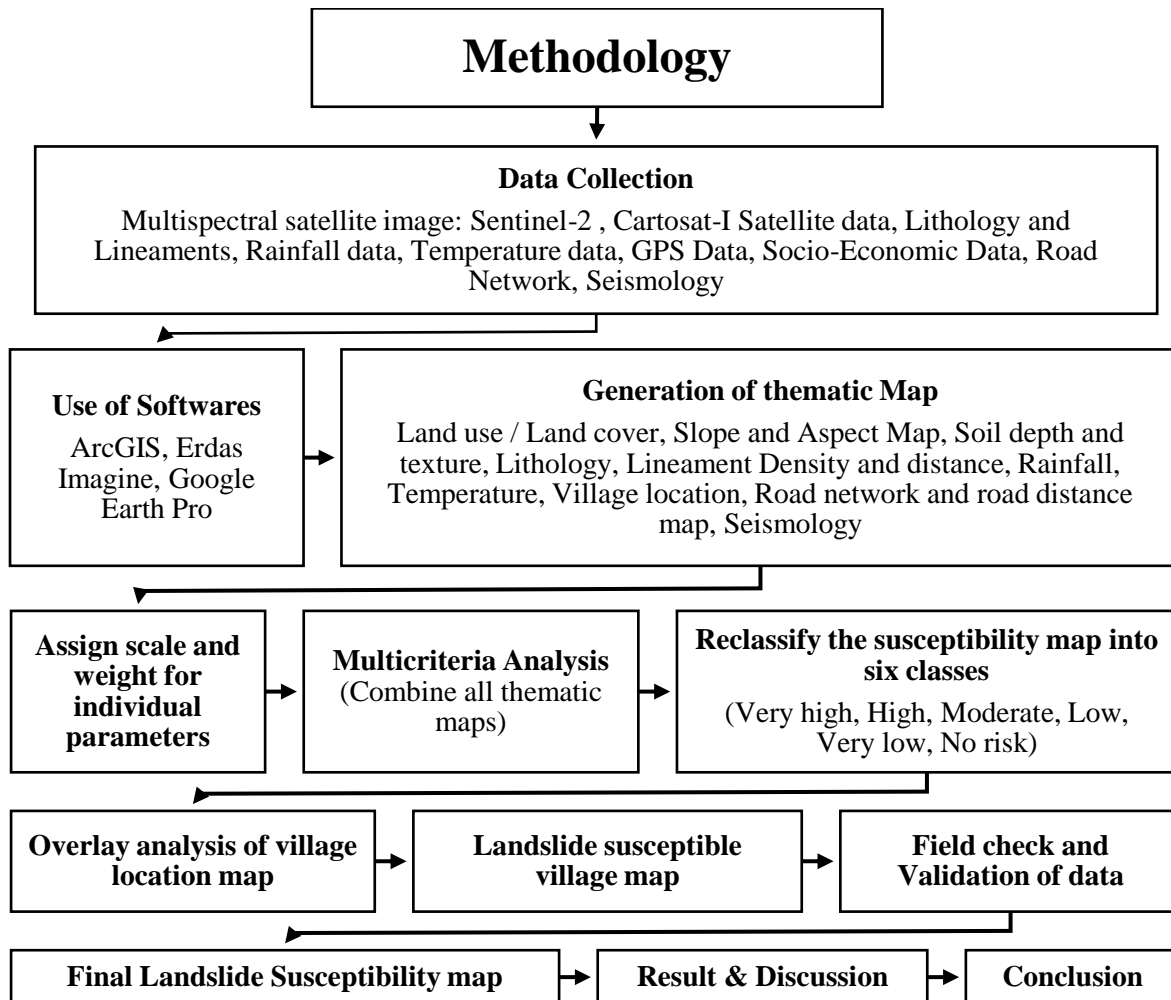 Methodology
Data Collection
Multispectral satellite image: Sentinel-2 , Cartosat-I Satellite data, Lithology and
Lineaments, Rainfall data, Temperature data, GPS Data, Socio-Economic Data, Road
Network, Seismology
Use of Softwares
ArcGIS, Erdas
Imagine, Google
Earth Pro
Generation of thematic Map
Land use / Land cover, Slope and Aspect Map, Soil depth and
texture, Lithology, Lineament Density and distance, Rainfall,
Temperature, Village location, Road network and road distance
map, Seismology
Assign scale and
weight for
individual
parameters
Multicriteria Analysis
(Combine all thematic
maps)
Reclassify the susceptibility map into
six classes
(Very high, High, Moderate, Low,
Very low, No risk)
Overlay analysis of village
location map
Landslide susceptible
village map
Field check and
Validation of data
Final Landslide Susceptibility map
Result & Discussion
Conclusion